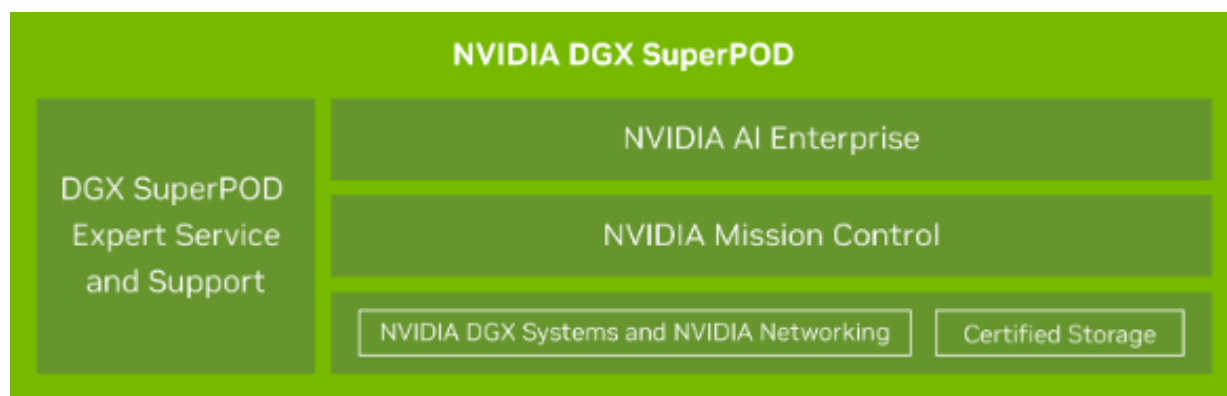 NVIDIA DGX SuperPOD
DGX SuperPOD
Expert Service
and Support
NVIDIA AI Enterprise
NVIDIA Mission Control
NVIDIA DGX Systems and NVIDIA Networking
Certified Storage